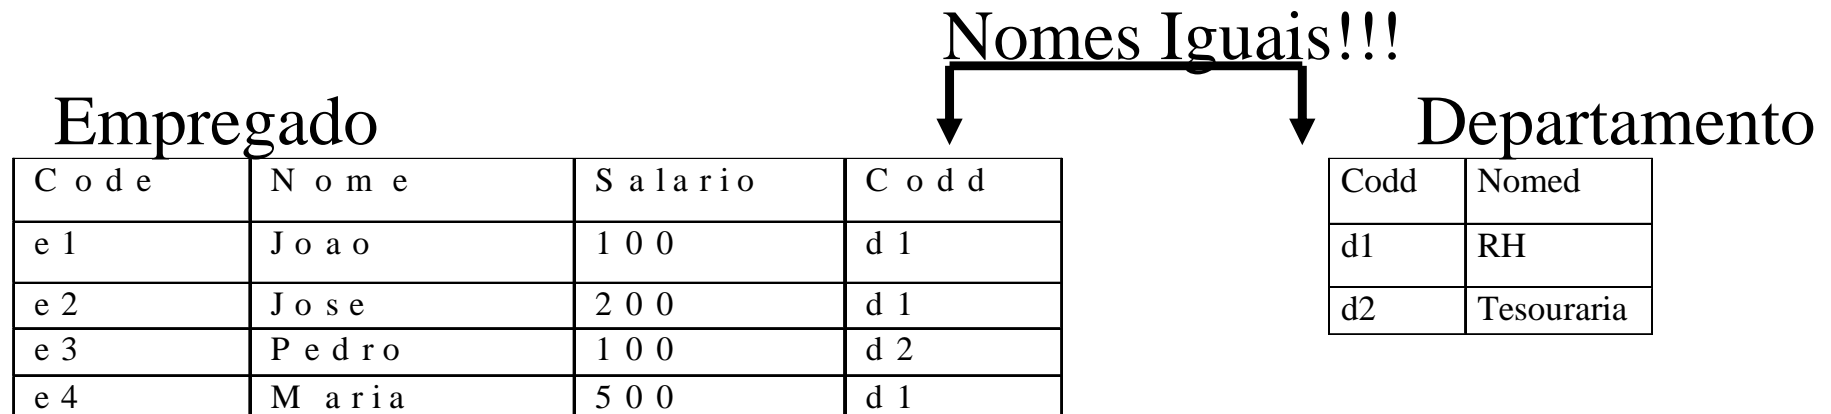 Nomes Iguais!!!
Empregado
Departamento
Code Nome Salario Codd
e1 Joao 100 d1
e2 Jose 200 d1
e3 Pedro 100 d2
e4 Maria 500 d1
Codd Nomed
d1 RH
d2 Tesouraria